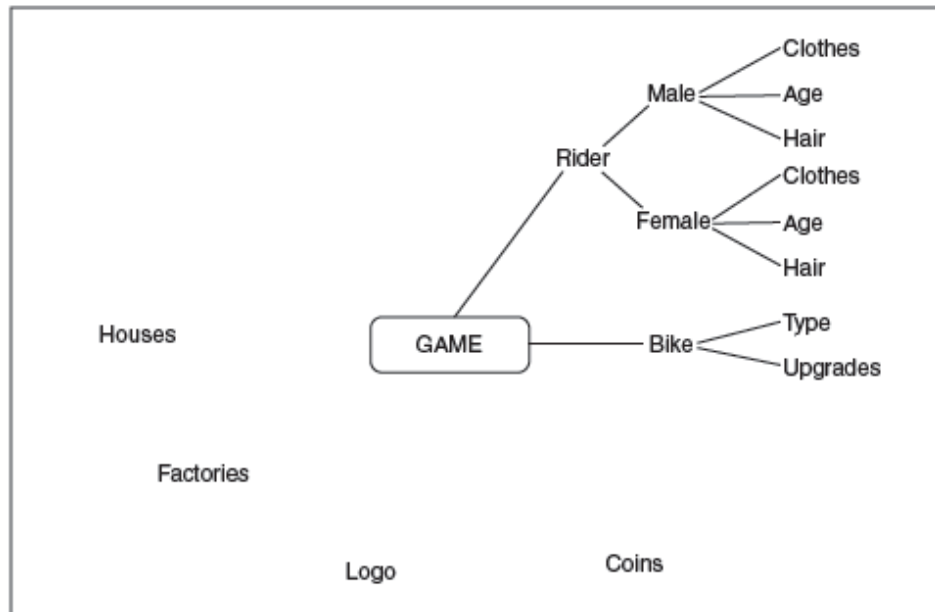 Clothes
Male
Age
Hair
Rider
Clothes
Female
Age
Hair
Houses
GAME
Bike
Type
Upgrades
Factories
Logo
Coins